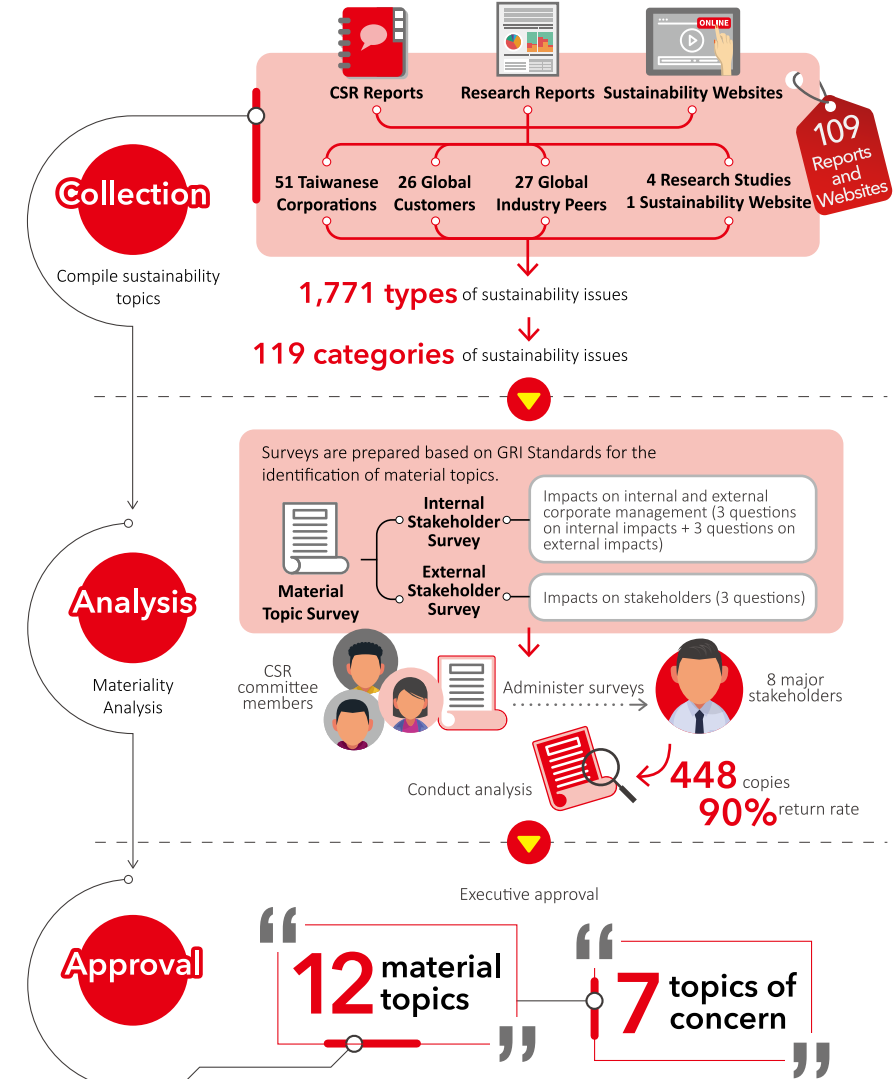 ONLINE
CSR Reports
Research Reports
Sustainability Websites
109
Reports
and
Websites
Collection
Compile sustainability
topics
51 Taiwanese
Corporations
26 Global
Customers
27 Global
Industry Peers
4 Research Studies
1 Sustainability Website
1,771 types of sustainability issues
119 categories of sustainability issues
Surveys are prepared based on GRI Standards for the
identification of material topics.
Analysis
Materiality
Analysis
Material
Topic Survey
Internal
Stakeholder
Survey
Impacts on internal and external
corporate management (3 questions
on internal impacts + 3 questions on
external impacts)
External
Stakeholder
Survey
Impacts on stakeholders (3 questions)
CSR
committee
members
Administer surveys
8 major
stakeholders
Conduct analysis
448 copies
90% return rate
Executive approval
Approval
12 material
topics
7 topics of
concern